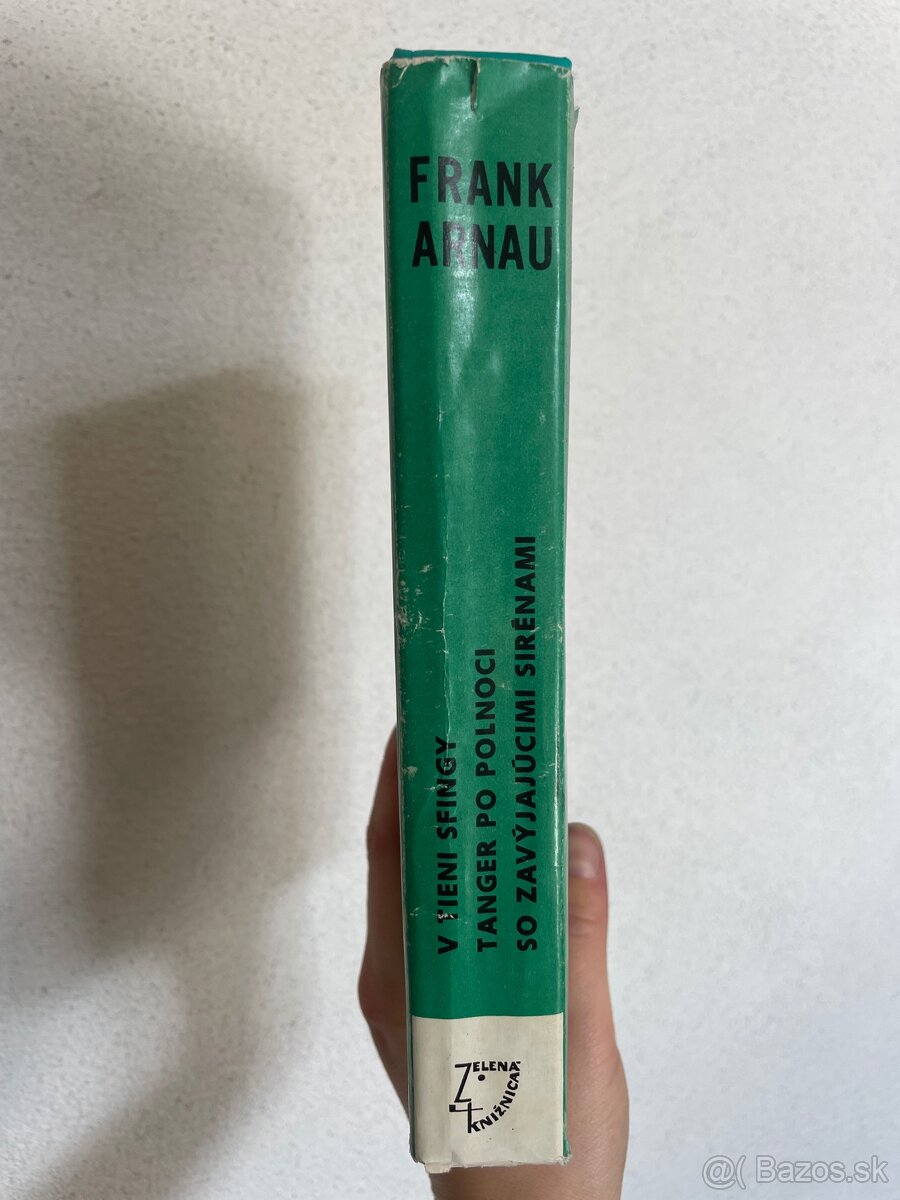 FRANK
ARNAU
V TIENI SFINGY
TANGER PO POLNOCI
SO ZAVÝJAJÚCIMI SIRÉNAMI
ZELENÁ
KNIŽNICA
@( Bazos.sk